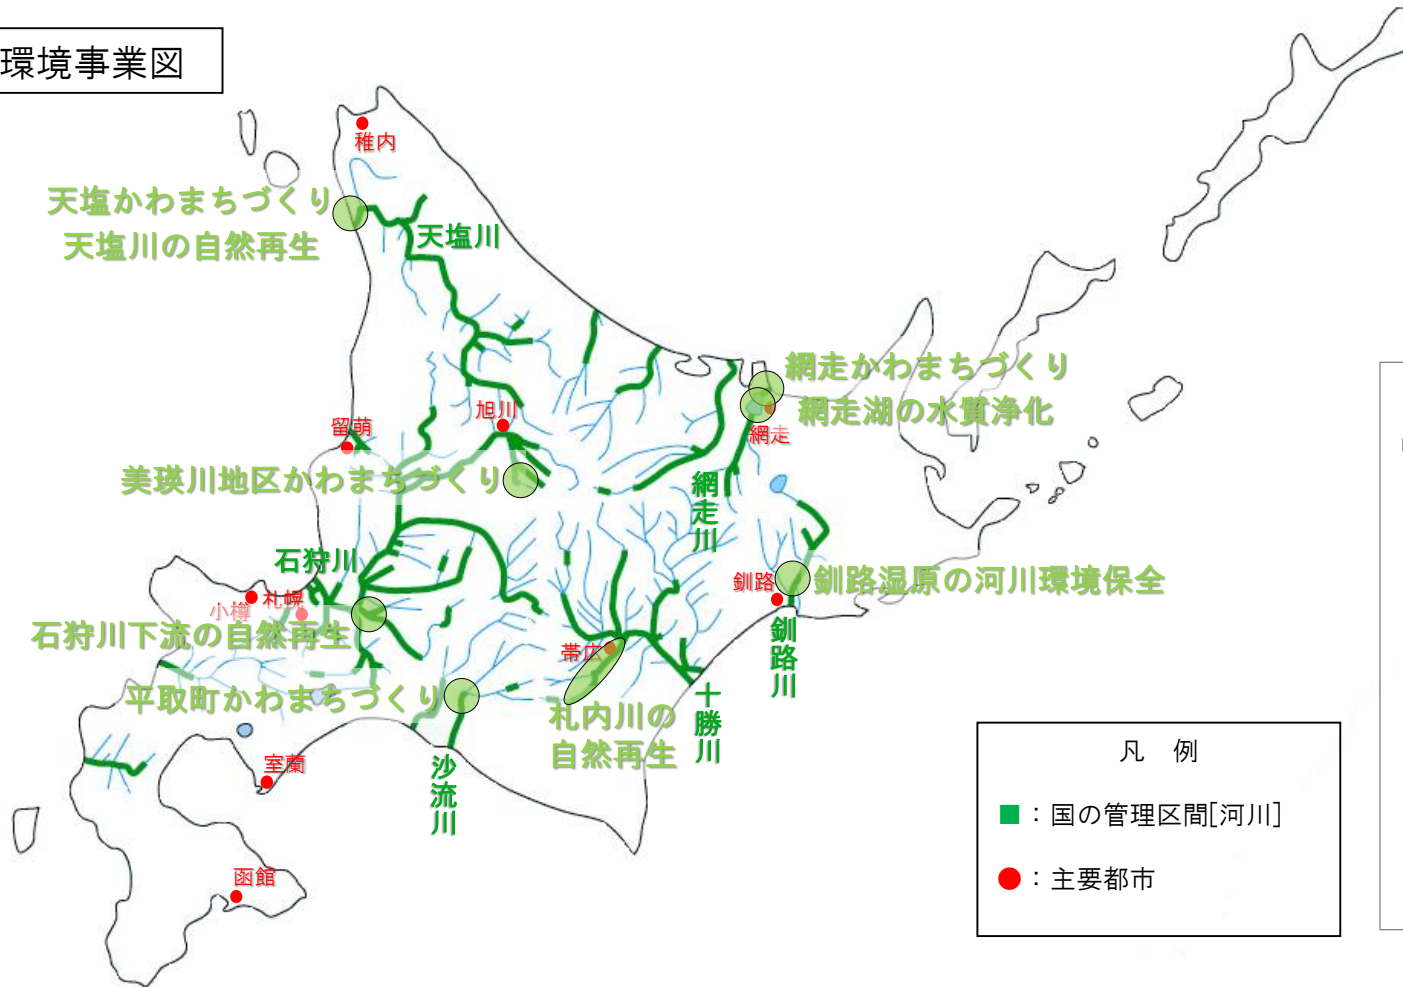 環境事業図
稚内
天塩かわまちづくり
天塩川の自然再生
天塩川
網走かわまちづくり
網走湖の水質浄化
網走
旭川
留萌
美瑛川地区かわまちづくり
網走川
石狩川
釧路
釧路湿原の河川環境保全
小樽
札幌
石狩川下流の自然再生
釧路川
帯広
平取町かわまちづくり
札内川の
自然再生
十勝川
沙流川
室蘭
函館
凡 例
■：国の管理区間[河川]
●：主要都市